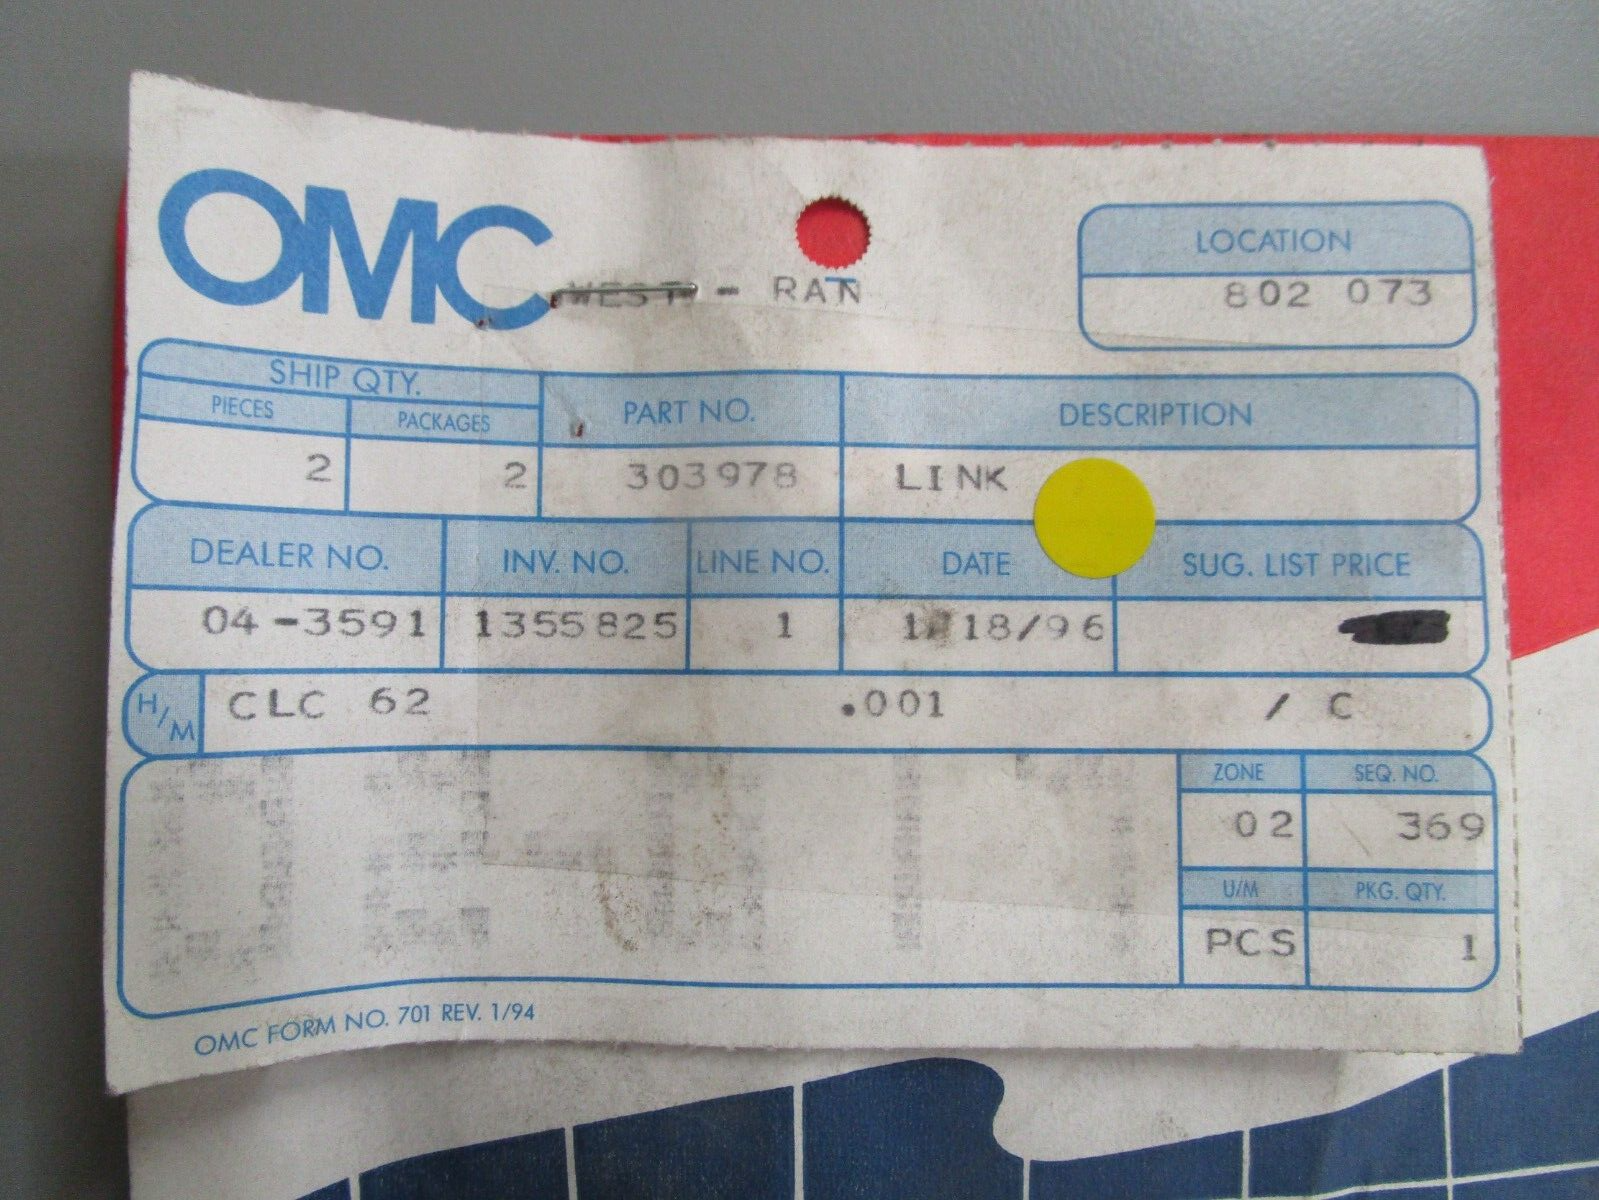 OMC
WEST - RAN
LOCATION
802 073
SHIP QTY.
PIECES PACKAGES PART NO. DESCRIPTION
2 2 303978 LINK
DEALER NO. INV. NO. LINE NO. DATE SUG. LIST PRICE
04-3591 1355825 1 18/96
H/M CLC 62 .001 / C
ZONE SEQ. NO.
02 369
U/M PKG. QTY.
PCS 1
OMC FORM NO. 701 REV. 1/94